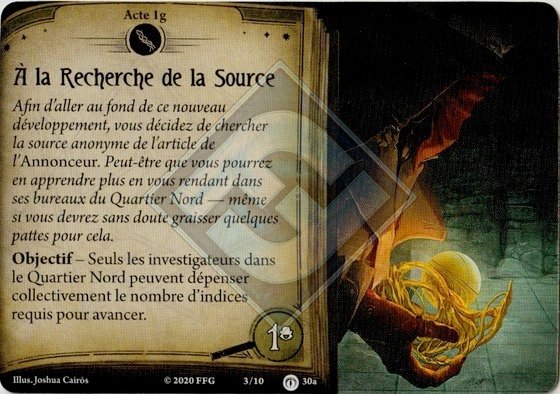 Acte 1g
À la Recherche de la Source
Afin d'aller au fond de ce nouveau
développement, vous décidez de chercher
la source anonyme de l'article de
l'Annonceur. Peut-être que vous pourrez
en apprendre plus en vous rendant dans
ses bureaux du Quartier Nord — même
si vous devrez sans doute graisser quelques
pattes pour cela.
Objectif – Seuls les investigateurs dans
le Quartier Nord peuvent dépenser
collectivement le nombre d'indices
requis pour avancer.
1
Illus. Joshua Cairós © 2020 FFG 3/10 30a